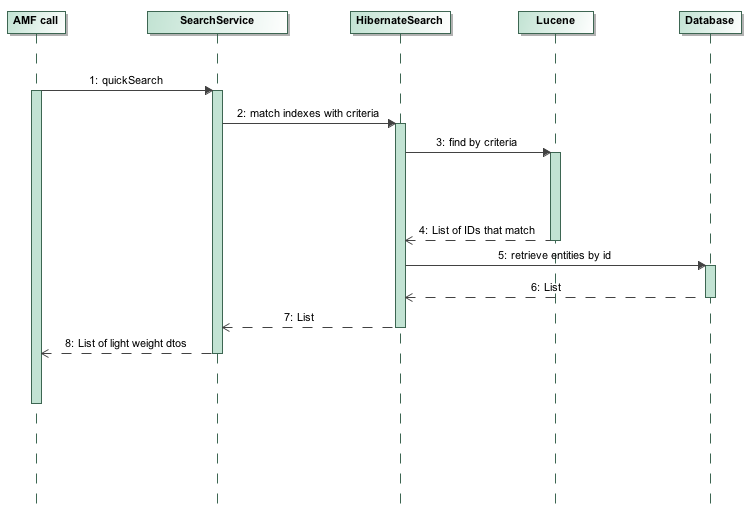 AMF call
SearchService
HibernateSearch
Lucene
Database
1: quickSearch
2: match indexes with criteria
3: find by criteria
4: List of IDs that match
5: retrieve entities by id
6: List
7: List
8: List of light weight dtos